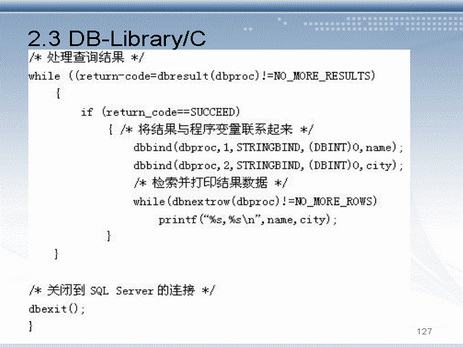 2.3 DB-Library/C
/* 处理查询结果 */
while ((return-code=dbresult(dbproc)!=NO_MORE_RESULTS)
{
if (return_code==SUCCEED)
{ /* 将结果与程序变量联系起来 */
dbbind(dbproc,1,STRINGBIND,(DBINT)0,name);
dbbind(dbproc,2,STRINGBIND,(DBINT)0,city);
/* 检索并打印结果数据 */
while(dbnextrow(dbproc)!=NO_MORE_ROWS)
printf(“%s,%s\n”,name,city);
}
}
/* 关闭到 SQL Server 的连接 */
dbexit();
}
127